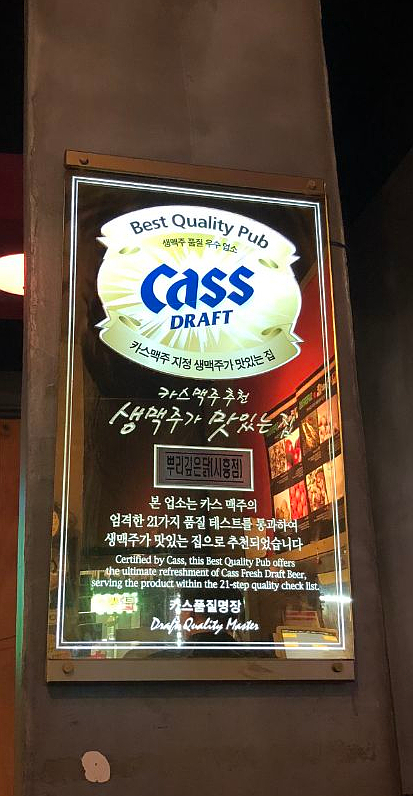 Best Quality Pub
생맥주 품질 우수 업소
Cass
DRAFT
카스맥주 지정 생맥주가 맛있는 집
카스맥주 추천
생맥주가 맛있는 집
뿌리깊은닭(시흥점)
본 업소는 카스 맥주의
엄격한 21가지 품질 테스트를 통과하여
생맥주가 맛있는 집으로 추천되었습니다
Certified by Cass, this Best Quality Pub offers
the ultimate refreshment of Cass Fresh Draft Beer,
serving the product within the 21-step quality check list.
카스품질명장
Draft Quality Master